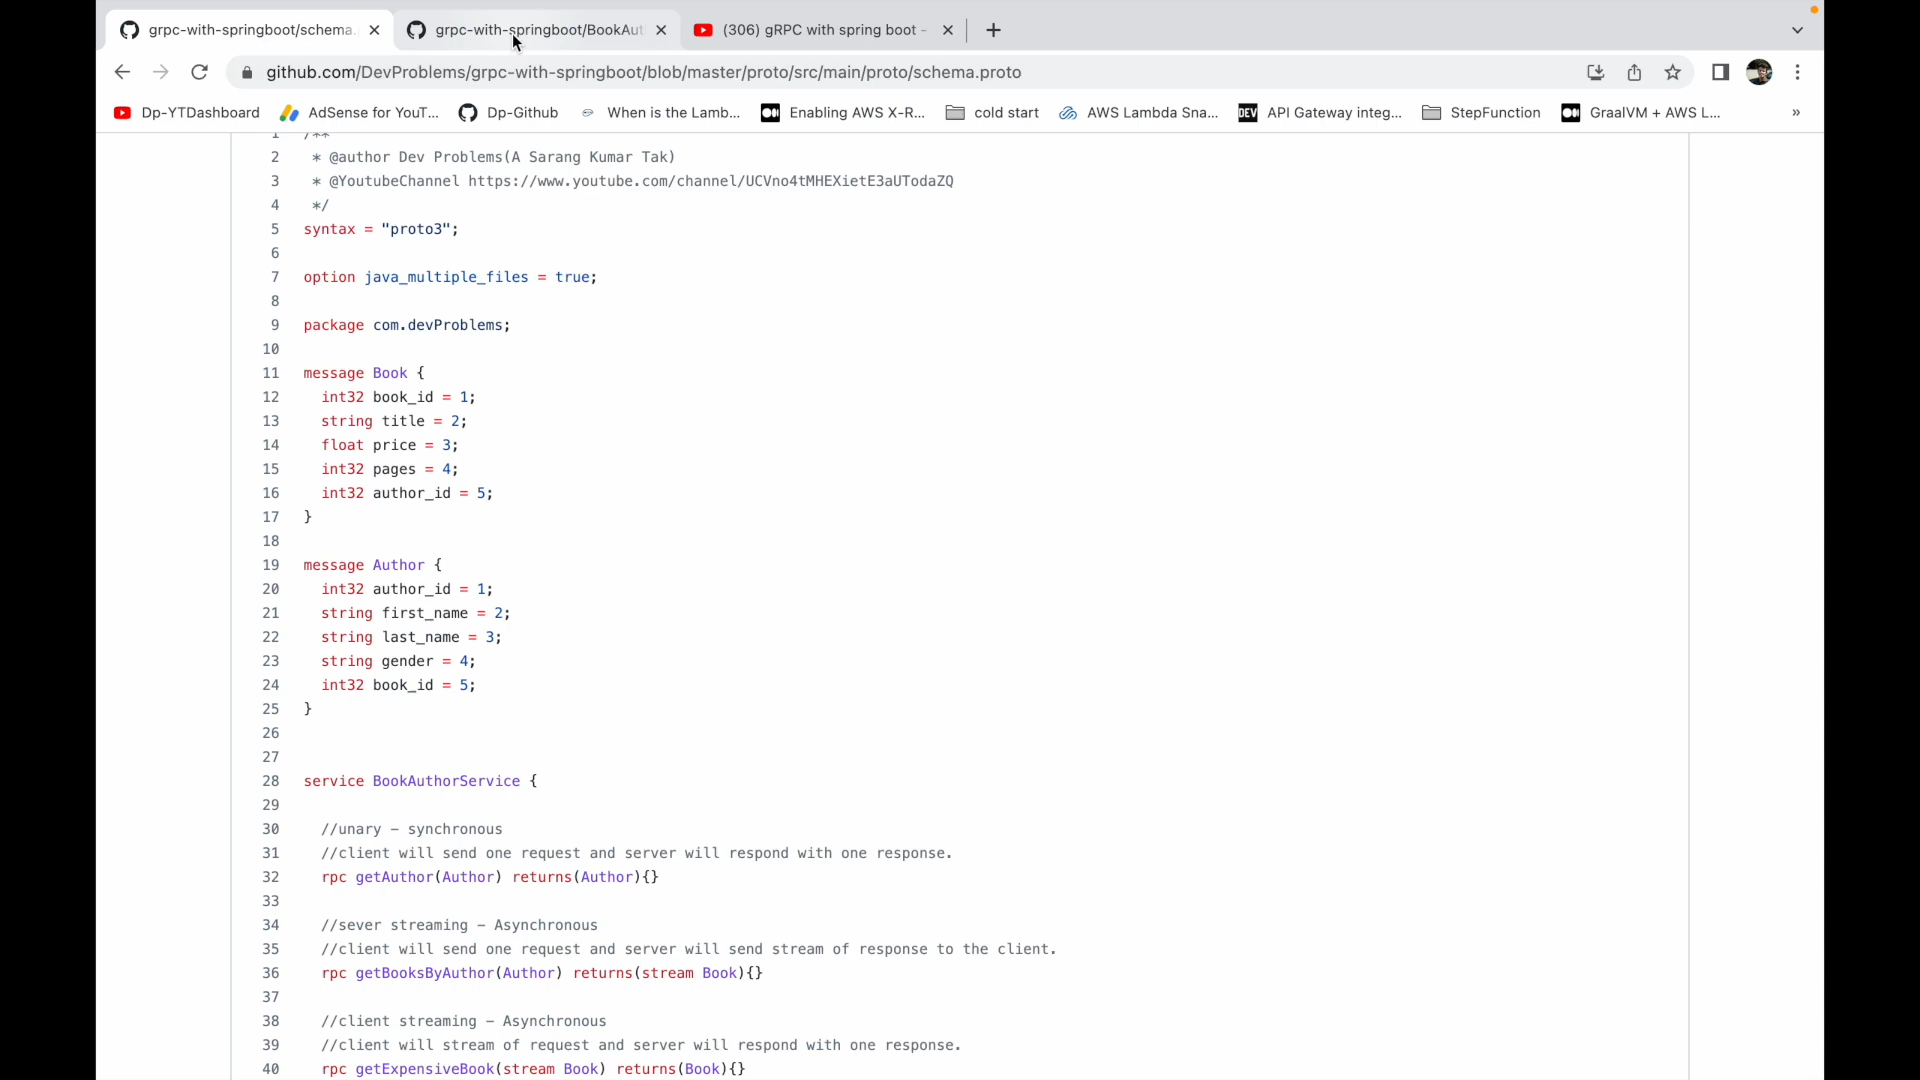 grpc-with-springboot/schema.
grpc-with-springboot/BookAut
(306) gRPC with spring boot -
github.com/DevProblems/grpc-with-springboot/blob/master/proto/src/main/proto/schema.proto
Dp-YTDashboard
AdSense for YouT...
Dp-Github
When is the Lamb...
Enabling AWS X-R...
cold start
AWS Lambda Sna...
DEV
API Gateway integ...
StepFunction
GraalVM + AWS L...
»
1 /**
2 * @author Dev Problems(A Sarang Kumar Tak)
3 * @YoutubeChannel https://www.youtube.com/channel/UCVno4tMHEXietE3aUTodaZQ
4 */
5 syntax = "proto3";
6
7 option java_multiple_files = true;
8
9 package com.devProblems;
10
11 message Book {
12 int32 book_id = 1;
13 string title = 2;
14 float price = 3;
15 int32 pages = 4;
16 int32 author_id = 5;
17 }
18
19 message Author {
20 int32 author_id = 1;
21 string first_name = 2;
22 string last_name = 3;
23 string gender = 4;
24 int32 book_id = 5;
25 }
26
27
28 service BookAuthorService {
29
30 //unary – synchronous
31 //client will send one request and server will respond with one response.
32 rpc getAuthor(Author) returns(Author){}
33
34 //sever streaming – Asynchronous
35 //client will send one request and server will send stream of response to the client.
36 rpc getBooksByAuthor(Author) returns(stream Book){}
37
38 //client streaming – Asynchronous
39 //client will stream of request and server will respond with one response.
40 rpc getExpensiveBook(stream Book) returns(Book){}